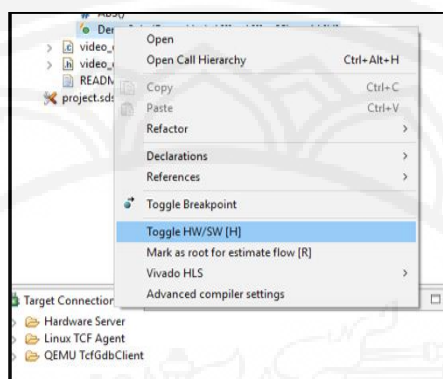 Abs()
Open
Open Call Hierarchy Ctrl+Alt+H
video_
video_
Copy Ctrl+C
READM
Paste Ctrl+V
project.sds
Refactor
Declarations
References
Toggle Breakpoint
Toggle HW/SW [H]
Mark as root for estimate flow [R]
Vivado HLS
Target Connection
Advanced compiler settings
Hardware Server
Linux TCF Agent
QEMU TcfGdbClient